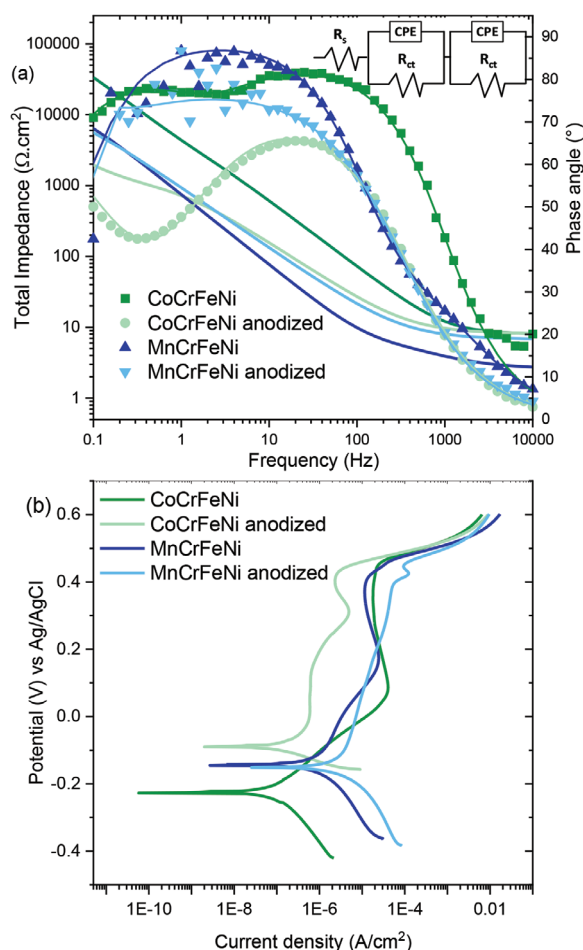 (a)
100000
10000
1000
100
10
1
Total Impedance (Ω.cm²)
90
80
70
60
50
40
30
20
10
0
Phase angle (°)
Rs
CPE
Rct
CPE
Rct
CoCrFeNi
CoCrFeNi anodized
MnCrFeNi
MnCrFeNi anodized
0.1
1
10
100
1000
10000
Frequency (Hz)
(b)
CoCrFeNi
CoCrFeNi anodized
MnCrFeNi
MnCrFeNi anodized
0.6
0.4
0.2
0.0
-0.2
-0.4
Potential (V) vs Ag/AgCl
1E-10
1E-8
1E-6
1E-4
0.01
Current density (A/cm²)